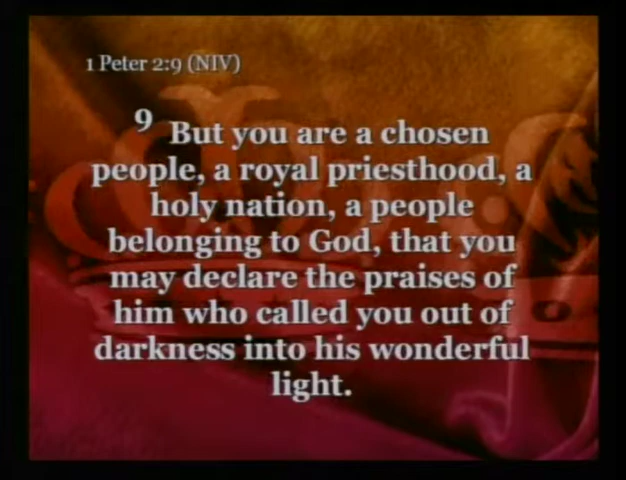 1 Peter 2:9 (NIV)
9 But you are a chosen
people, a royal priesthood, a
holy nation, a people
belonging to God, that you
may declare the praises of
him who called you out of
darkness into his wonderful
light.